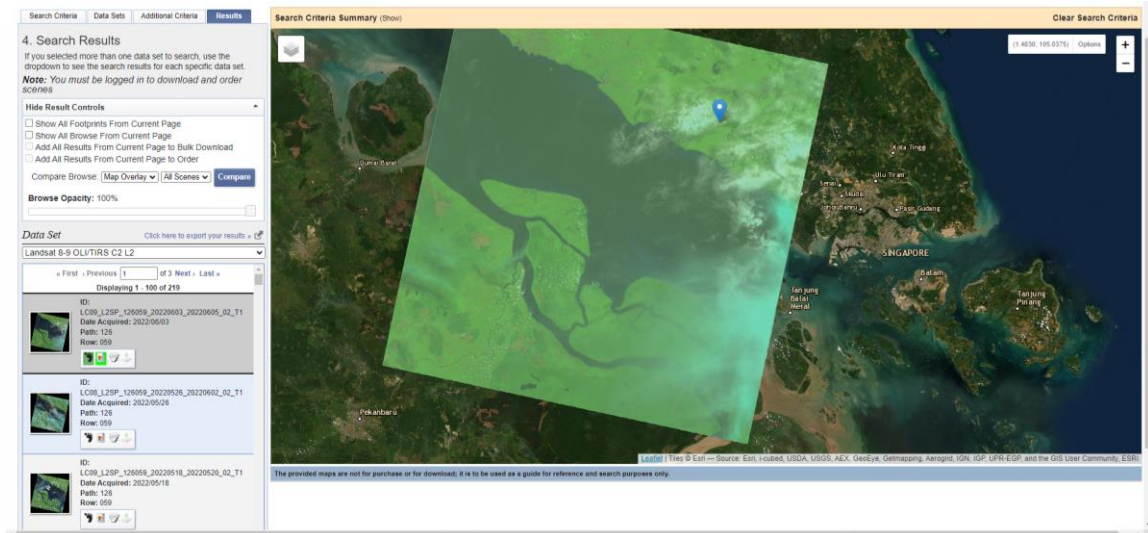 Search Criteria
Data Sets
Additional Criteria
Results
4. Search Results
If you selected more than one data set to search, use the
dropdown to see the search results for each specific data set.
Note: You must be logged in to download and order
scenes
Hide Result Controls
Show All Footprints From Current Page
Show All Browse From Current Page
Add All Results From Current Page to Bulk Download
Add All Results From Current Page to Order
Compare Browse: Map Overlay All Scenes Compare
Browse Opacity: 100%
Data Set
Click here to export your results »
Landsat 8-9 OLI/TIRS C2 L2
« First ‹ Previous 1 of 3 Next › Last »
Displaying 1 - 100 of 219
ID:
LC09_L2SP_126059_20220603_20220605_02_T1
Date Acquired: 2022/06/03
Path: 126
Row: 059
ID:
LC08_L2SP_126059_20220526_20220602_02_T1
Date Acquired: 2022/05/26
Path: 126
Row: 059
ID:
LC09_L2SP_126059_20220518_20220520_02_T1
Date Acquired: 2022/05/18
Path: 126
Row: 059
Search Criteria Summary (Show)
Clear Search Criteria
(1.4830, 105.0375) Options
+
−
Dumai Barat
Kota Tinggi
Ulu Tiram
Senai
Skudai
Johor Bahru
Pasir Gudang
SINGAPORE
Batam
Tanjung
Balai
Tanjung
Pinang
Pekanbaru
Leaflet | Tiles © Esri — Source: Esri, i-cubed, USDA, USGS, AEX, GeoEye, Getmapping, Aerogrid, IGN, IGP, UPR-EGP, and the GIS User Community, ESRI
The provided maps are not for purchase or for download; it is to be used as a guide for reference and search purposes only.